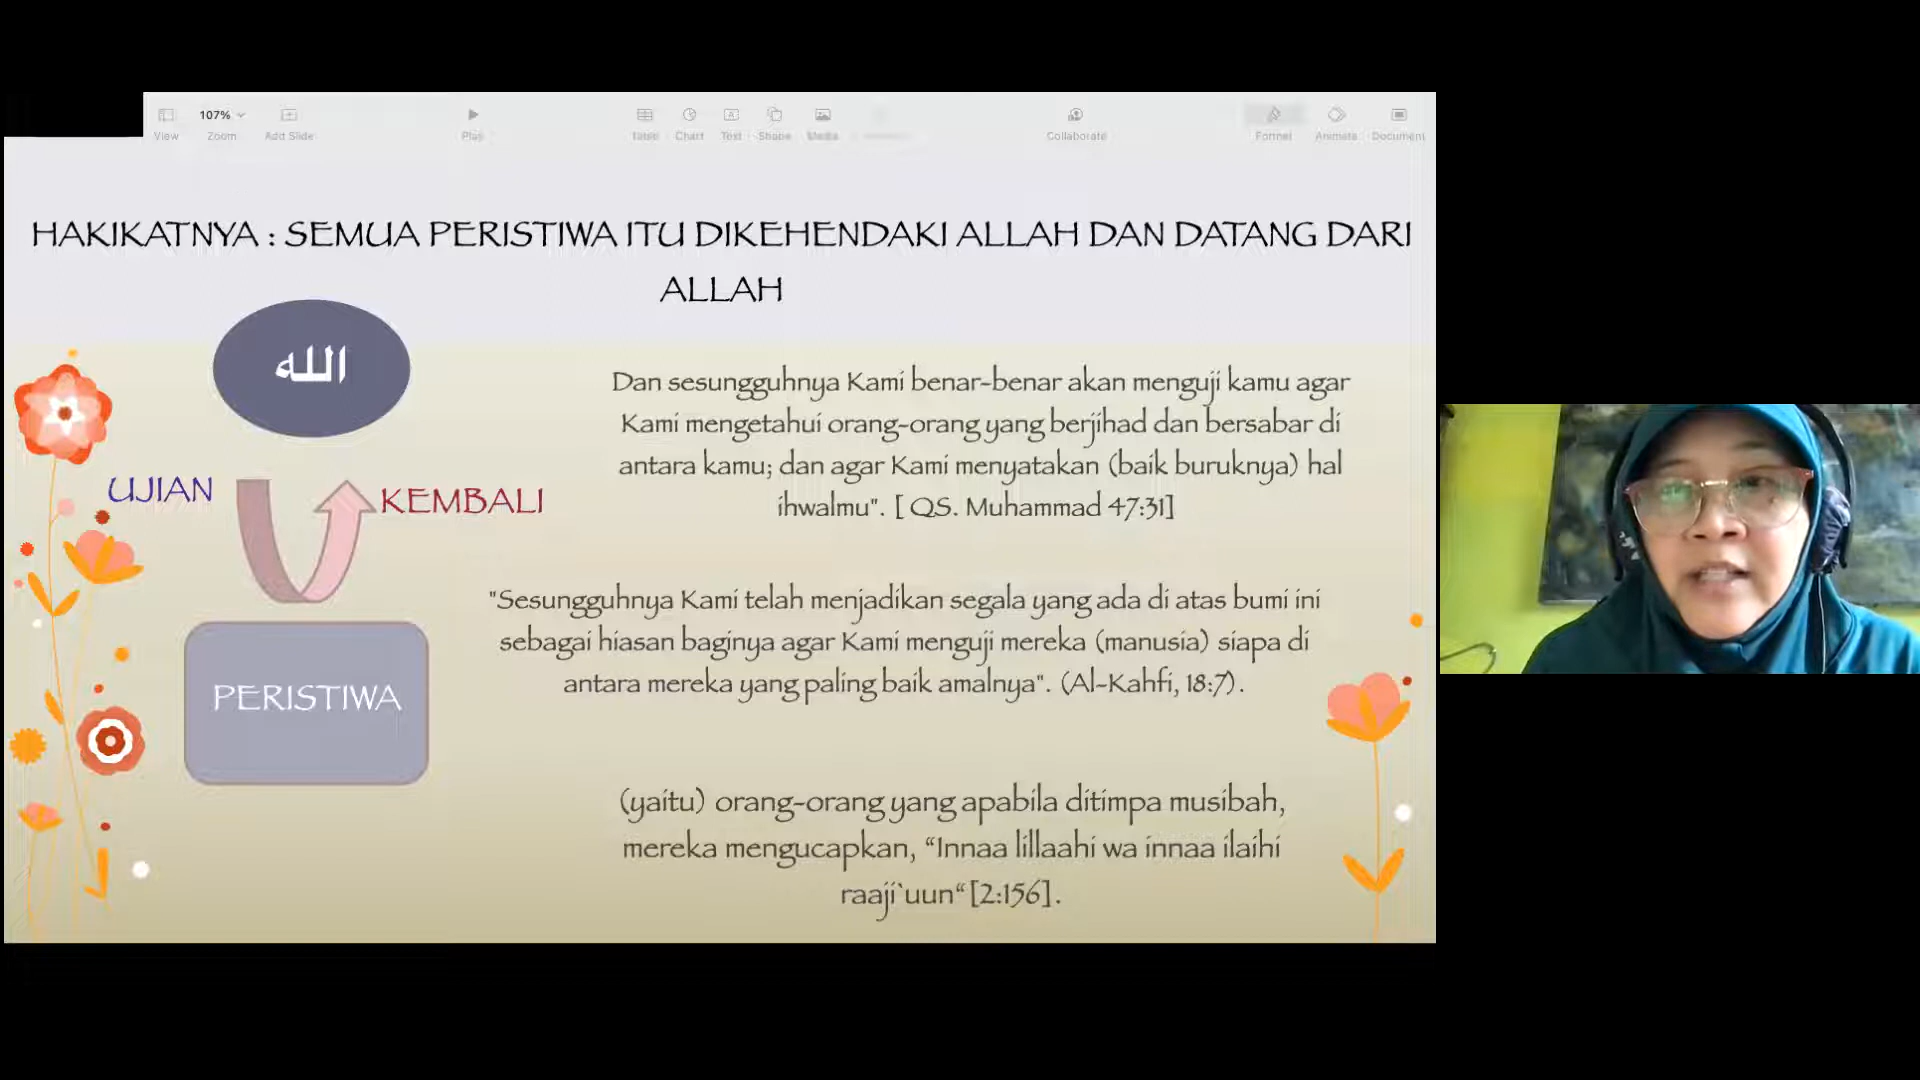 View
107%
Zoom
Add Slide
Play
Table
Chart
Text
Shape
Media
Collaborate
Format
Animate
Document
HAKIKATNYA : SEMUA PERISTIWA ITU DIKEHENDAKI ALLAH DAN DATANG DARI
ALLAH
الله
UJIAN
KEMBALI
PERISTIWA
Dan sesungguhnya Kami benar-benar akan menguji kamu agar
Kami mengetahui orang-orang yang berjihad dan bersabar di
antara kamu; dan agar Kami menyatakan (baik buruknya) hal
ihwalmu". [ QS. Muhammad 47:31]
"Sesungguhnya Kami telah menjadikan segala yang ada di atas bumi ini
sebagai hiasan baginya agar Kami menguji mereka (manusia) siapa di
antara mereka yang paling baik amalnya". (Al-Kahfi, 18:7).
(yaitu) orang-orang yang apabila ditimpa musibah,
mereka mengucapkan, “Innaa lillaahi wa innaa ilaihi
raaji`uun“ [2:156].